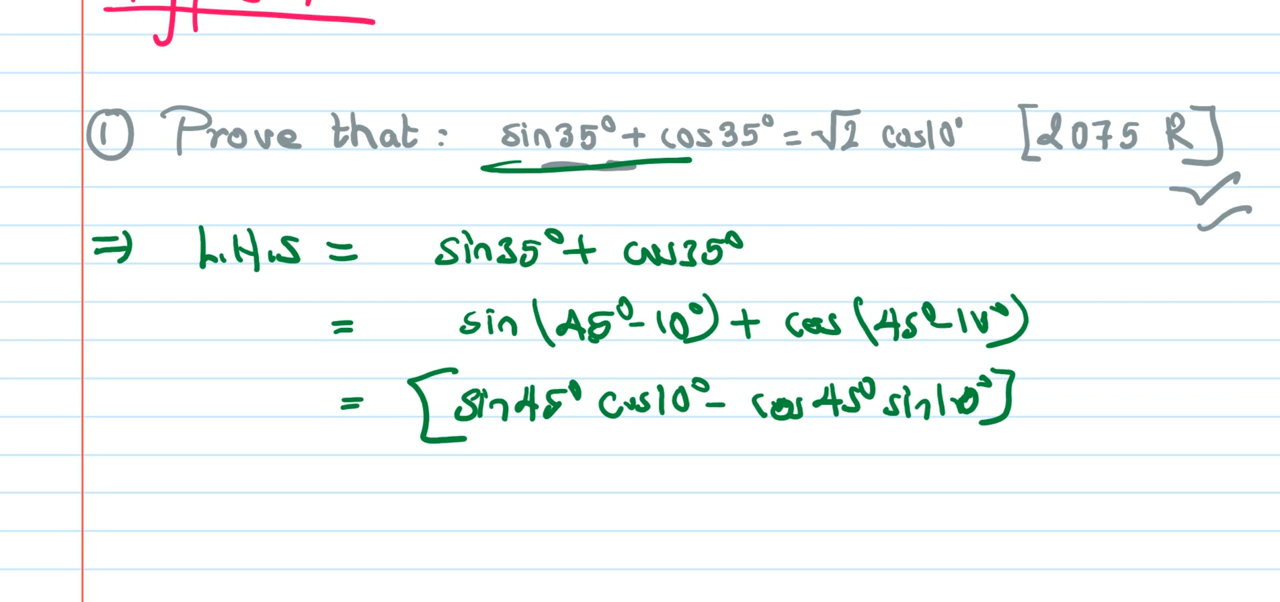 ① Prove that : sin35° + cos35° = √2 cos10° [2075 R]
⇒ L.H.S = sin35° + cos35°
= sin(45°-10°) + cos(45°-10°)
= [sin45° cos10° - cos45° sin10°]